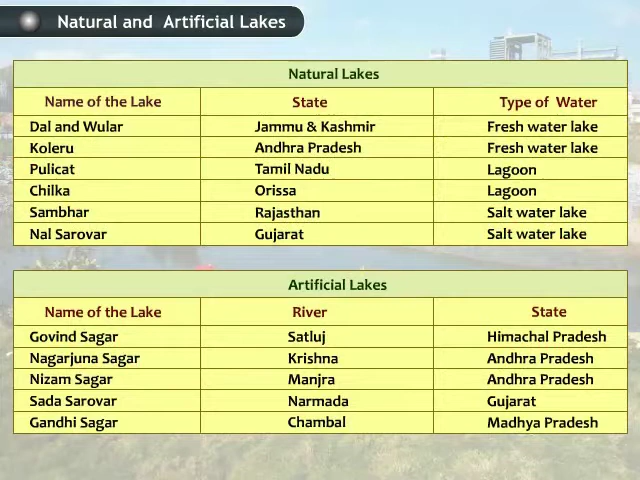 Natural and Artificial Lakes
Natural Lakes
Name of the Lake State Type of Water
Dal and Wular Jammu & Kashmir Fresh water lake
Koleru Andhra Pradesh Fresh water lake
Pulicat Tamil Nadu Lagoon
Chilka Orissa Lagoon
Sambhar Rajasthan Salt water lake
Nal Sarovar Gujarat Salt water lake
Artificial Lakes
Name of the Lake River State
Govind Sagar Satluj Himachal Pradesh
Nagarjuna Sagar Krishna Andhra Pradesh
Nizam Sagar Manjra Andhra Pradesh
Sada Sarovar Narmada Gujarat
Gandhi Sagar Chambal Madhya Pradesh